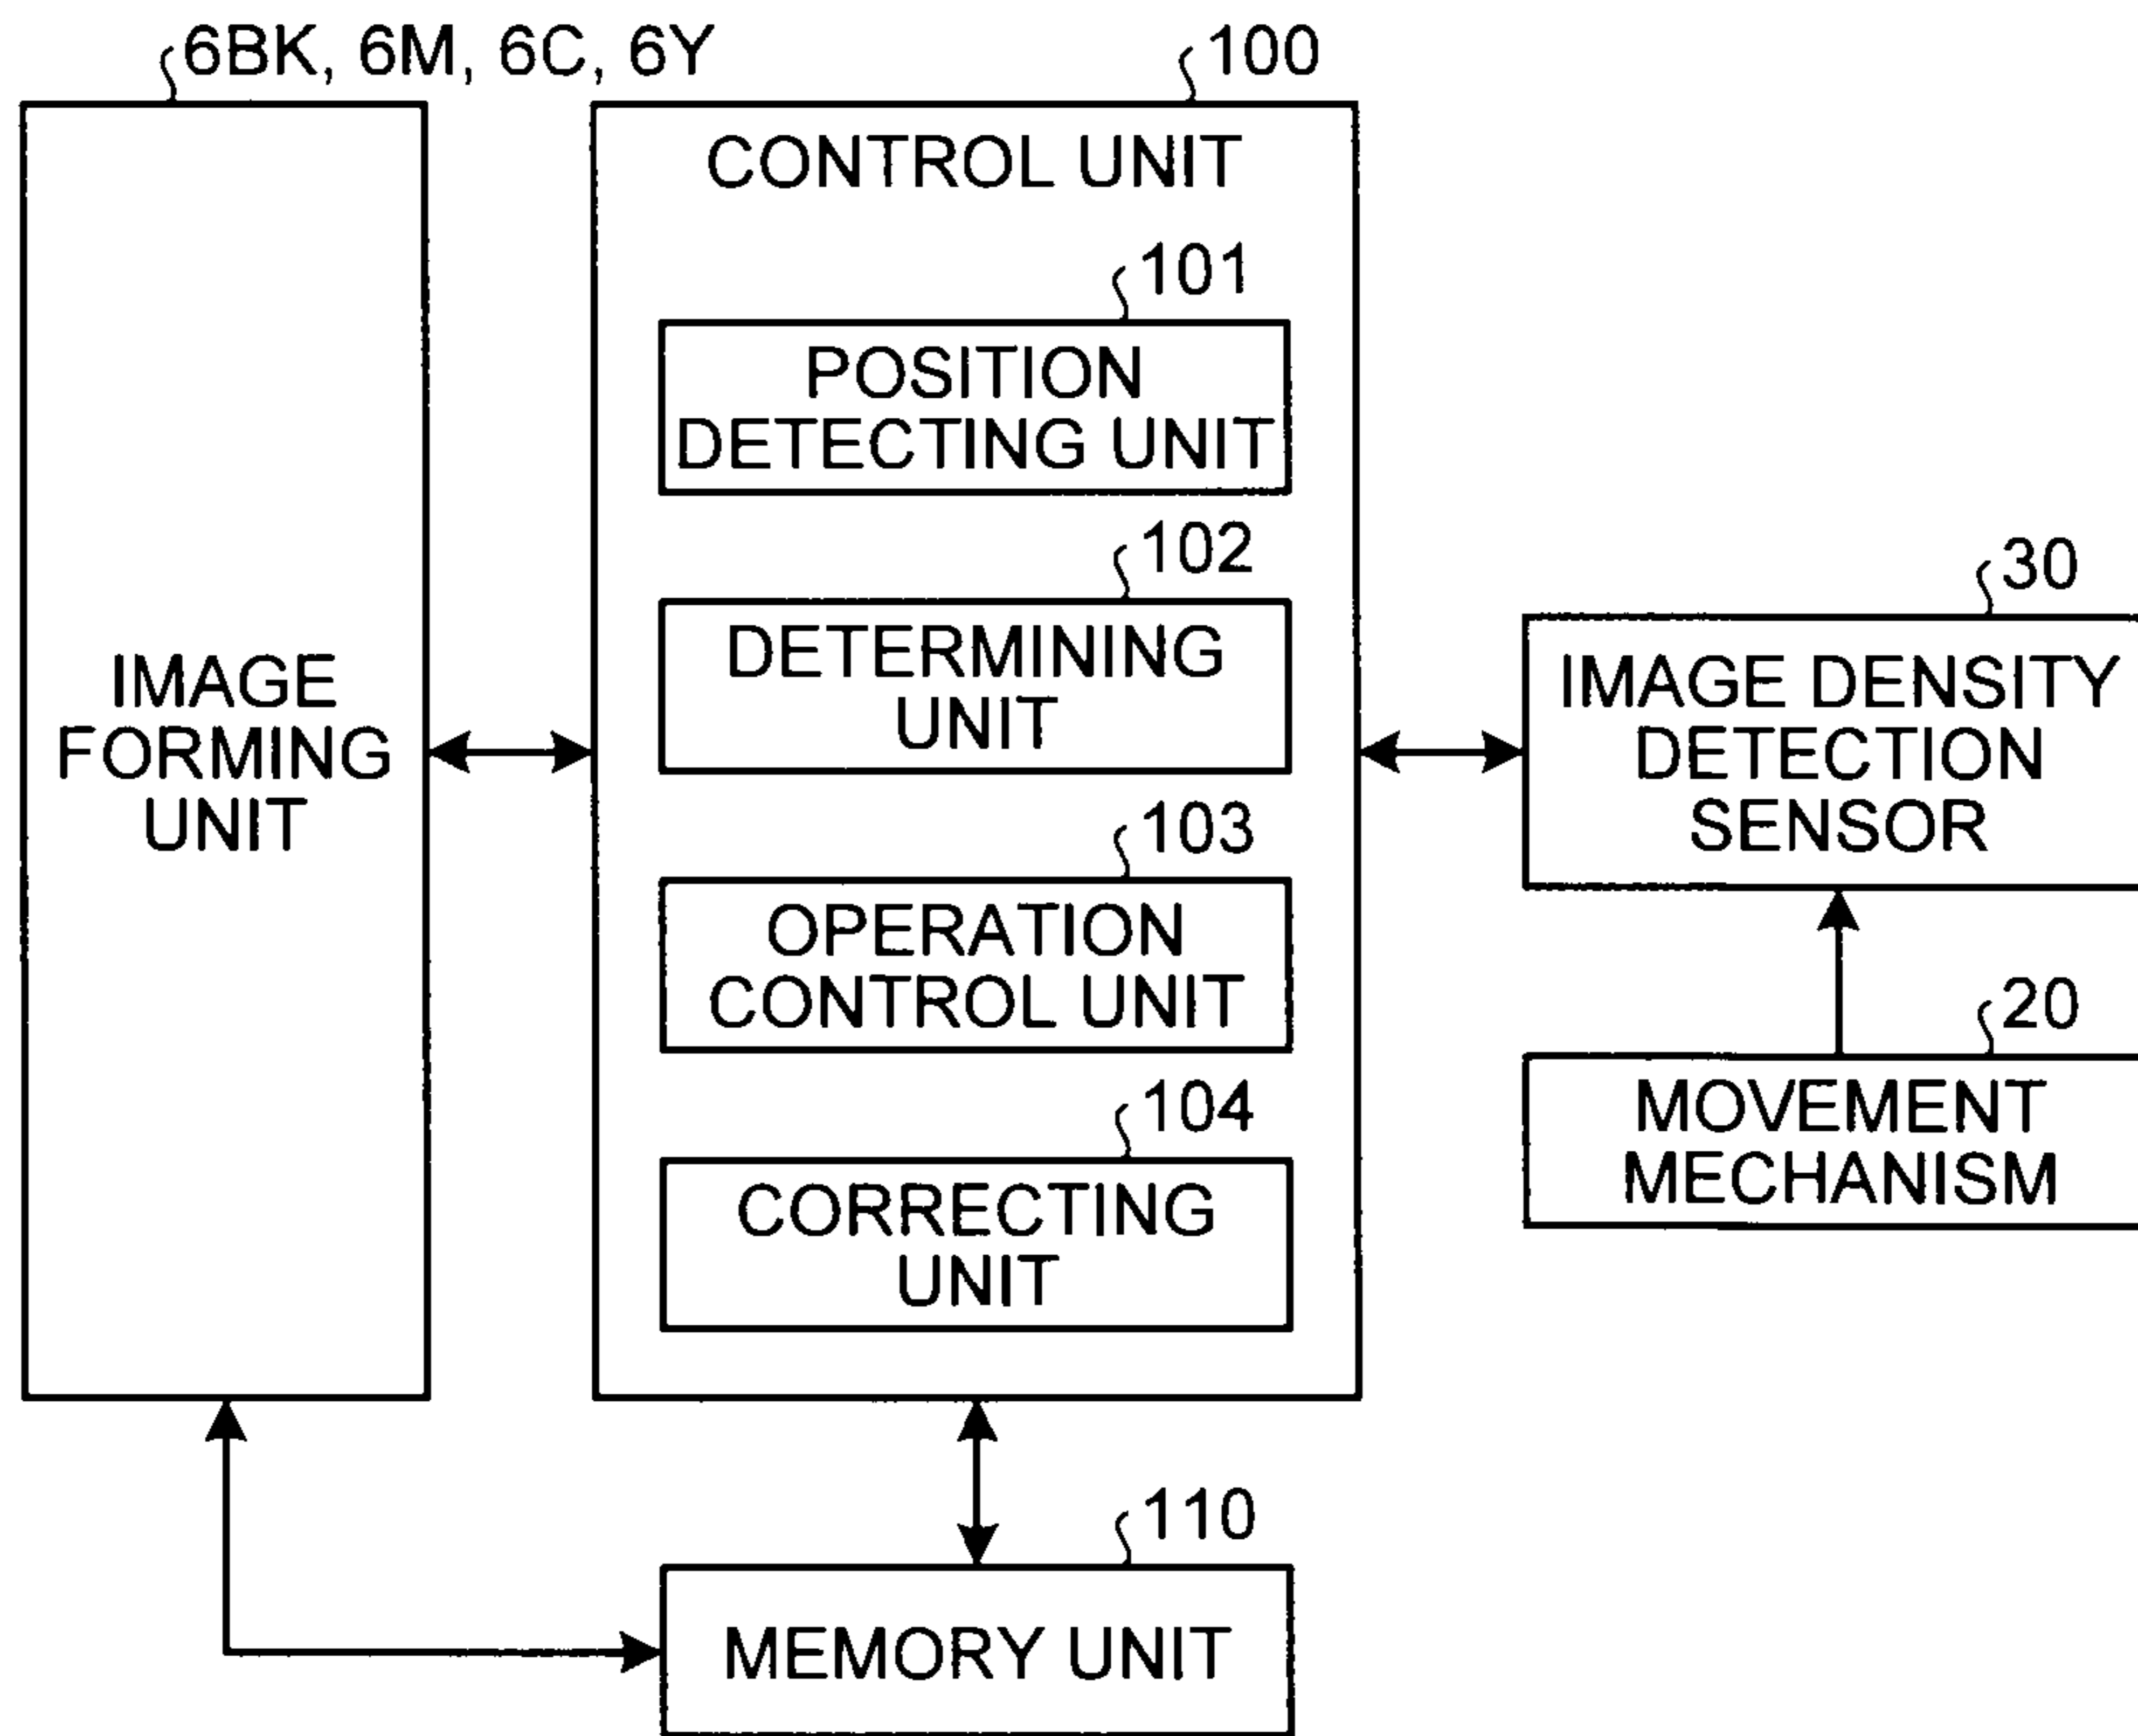 6BK, 6M, 6C, 6Y
100
CONTROL UNIT
101
POSITION
DETECTING UNIT
102
DETERMINING
UNIT
103
OPERATION
CONTROL UNIT
104
CORRECTING
UNIT
IMAGE
FORMING
UNIT
30
IMAGE DENSITY
DETECTION
SENSOR
20
MOVEMENT
MECHANISM
110
MEMORY UNIT